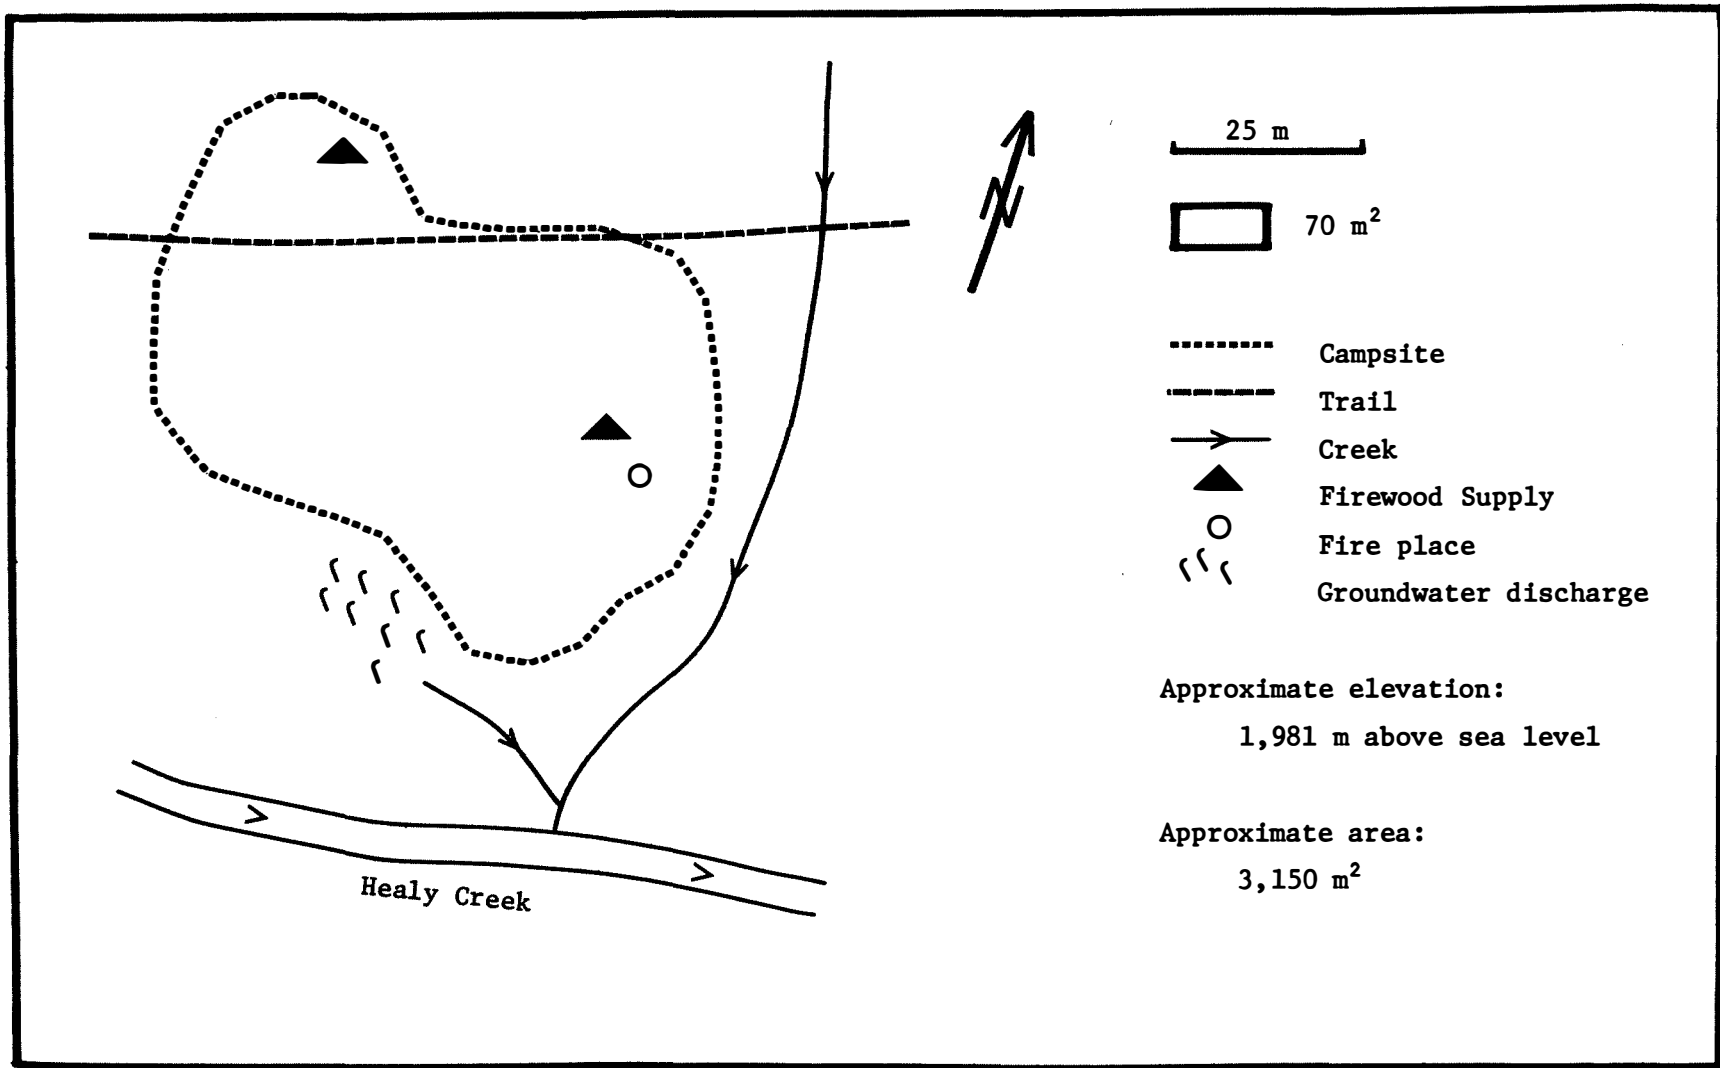 N
25 m
70 m²
Campsite
Trail
Creek
Firewood Supply
Fire place
Groundwater discharge
Approximate elevation:
1,981 m above sea level
Approximate area:
3,150 m²
Healy Creek